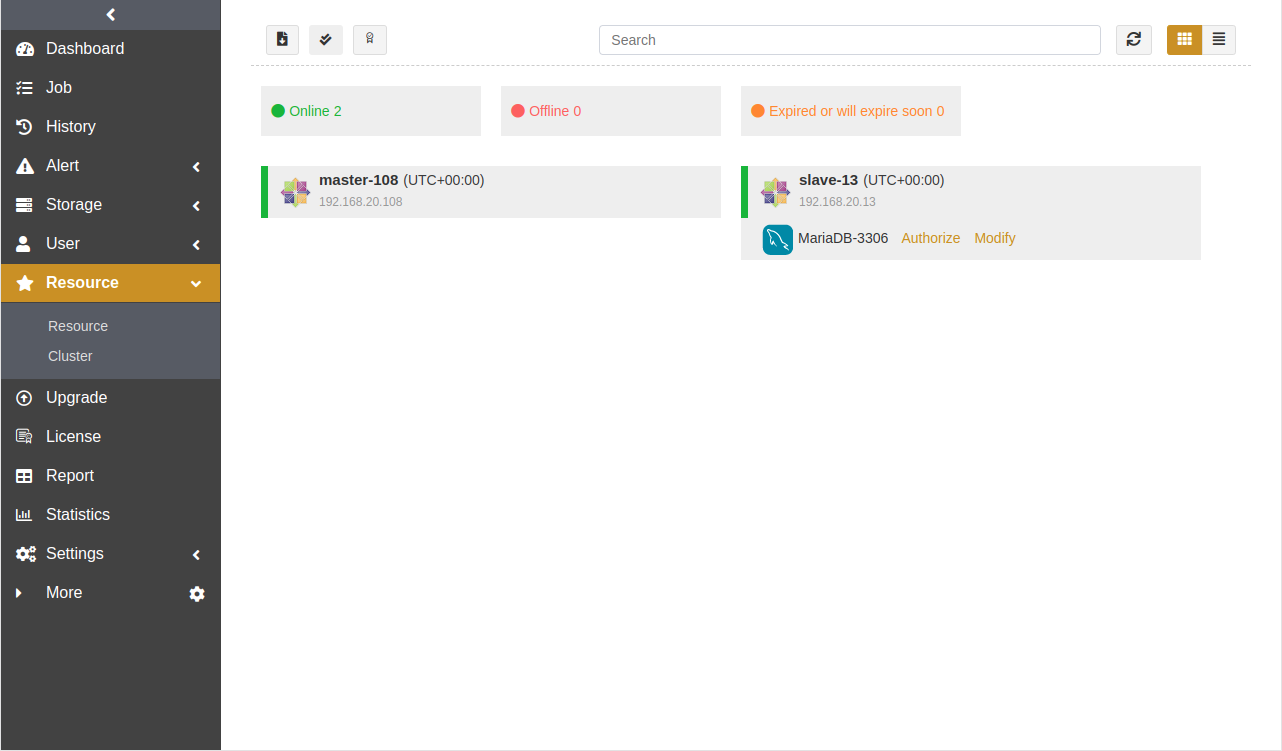 Dashboard
Job
History
Alert
Storage
User
Resource
Resource
Cluster
Upgrade
License
Report
Statistics
Settings
More
Search
Online 2
Offline 0
Expired or will expire soon 0
master-108 (UTC+00:00)
192.168.20.108
slave-13 (UTC+00:00)
192.168.20.13
MariaDB-3306 Authorize Modify